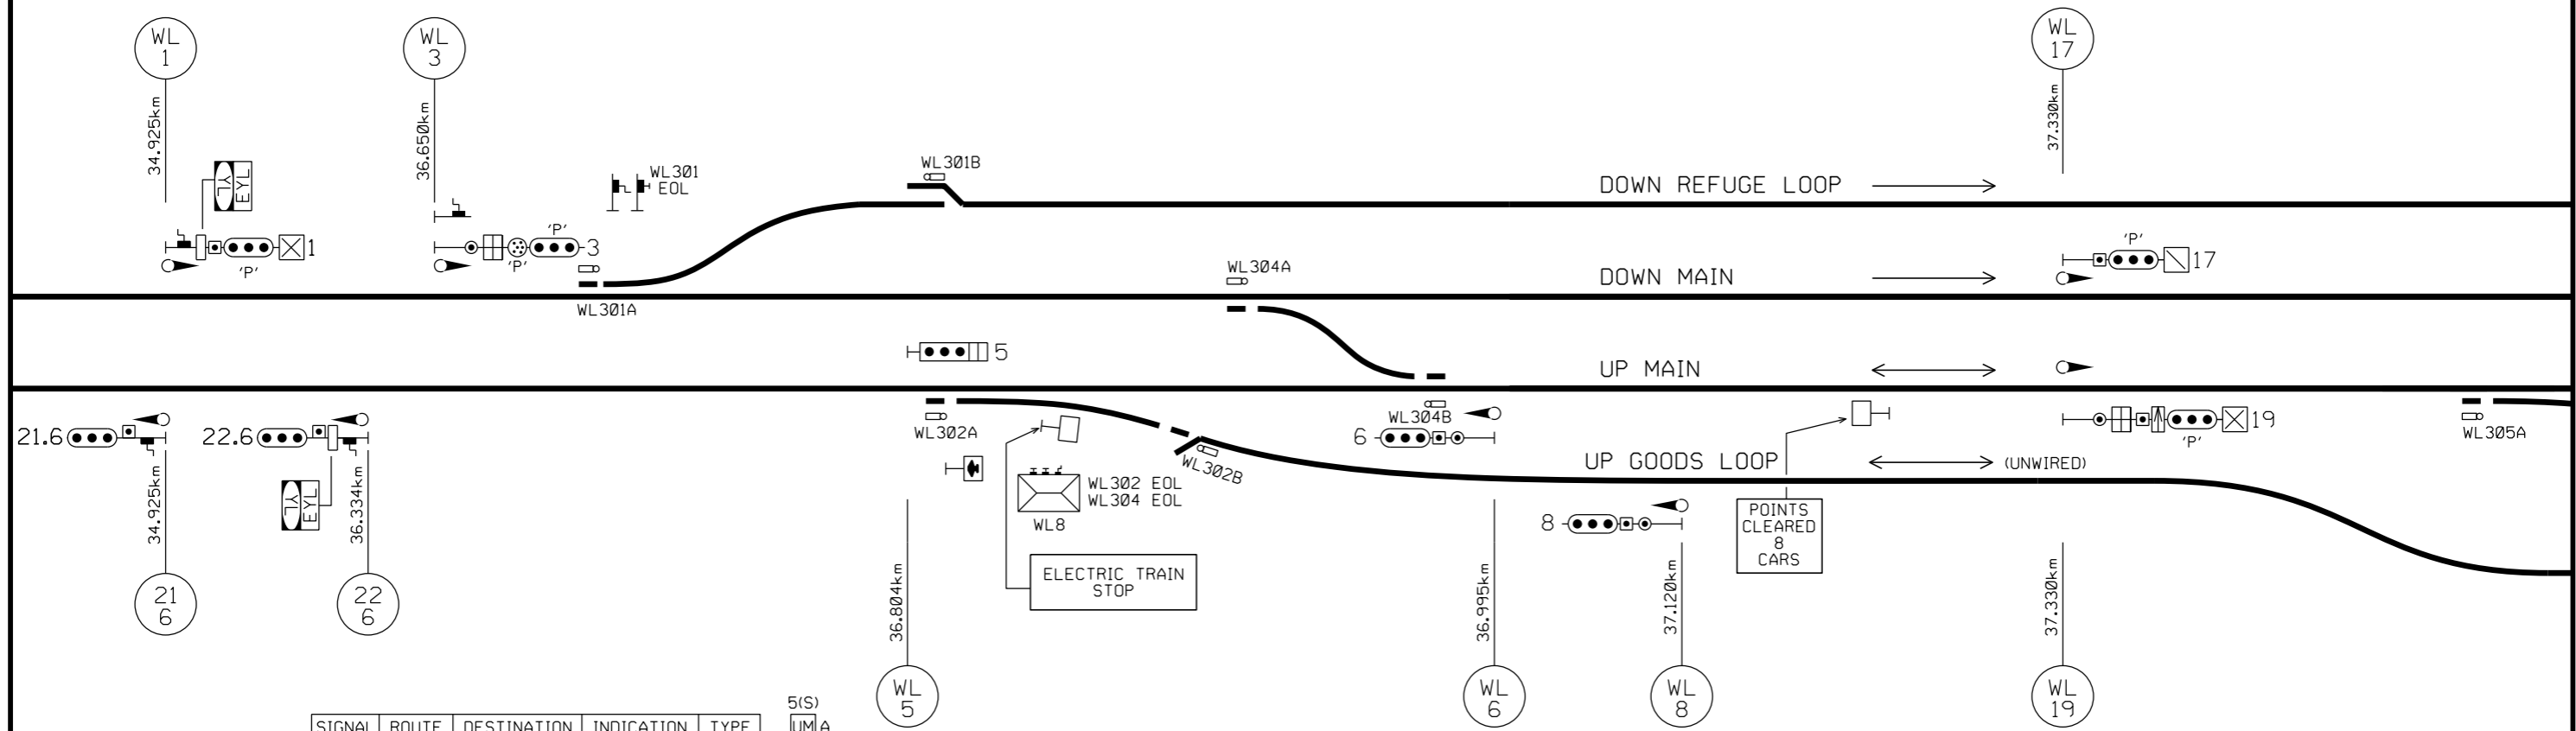 WL
1
WL
3
WL
17
34.925km
36.650km
37.330km
YL
EYL
1
'P'
'P'
3
'P'
WL301
EOL
WL301B
WL301A
DOWN REFUGE LOOP
WL304A
DOWN MAIN
'P'
17
5
UP MAIN
21.6
22.6
YL
EYL
34.925km
36.334km
WL302A
WL302B
WL302 EOL
WL304 EOL
WL8
ELECTRIC TRAIN
STOP
WL304B
6
UP GOODS LOOP
(UNWIRED)
8
POINTS
CLEARED
8
CARS
'P'
19
WL305A
36.804km
36.995km
37.120km
37.330km
21
6
22
6
WL
5
WL
6
WL
8
WL
19
5(S)
SIGNAL ROUTE DESTINATION INDICATION TYPE
UM A